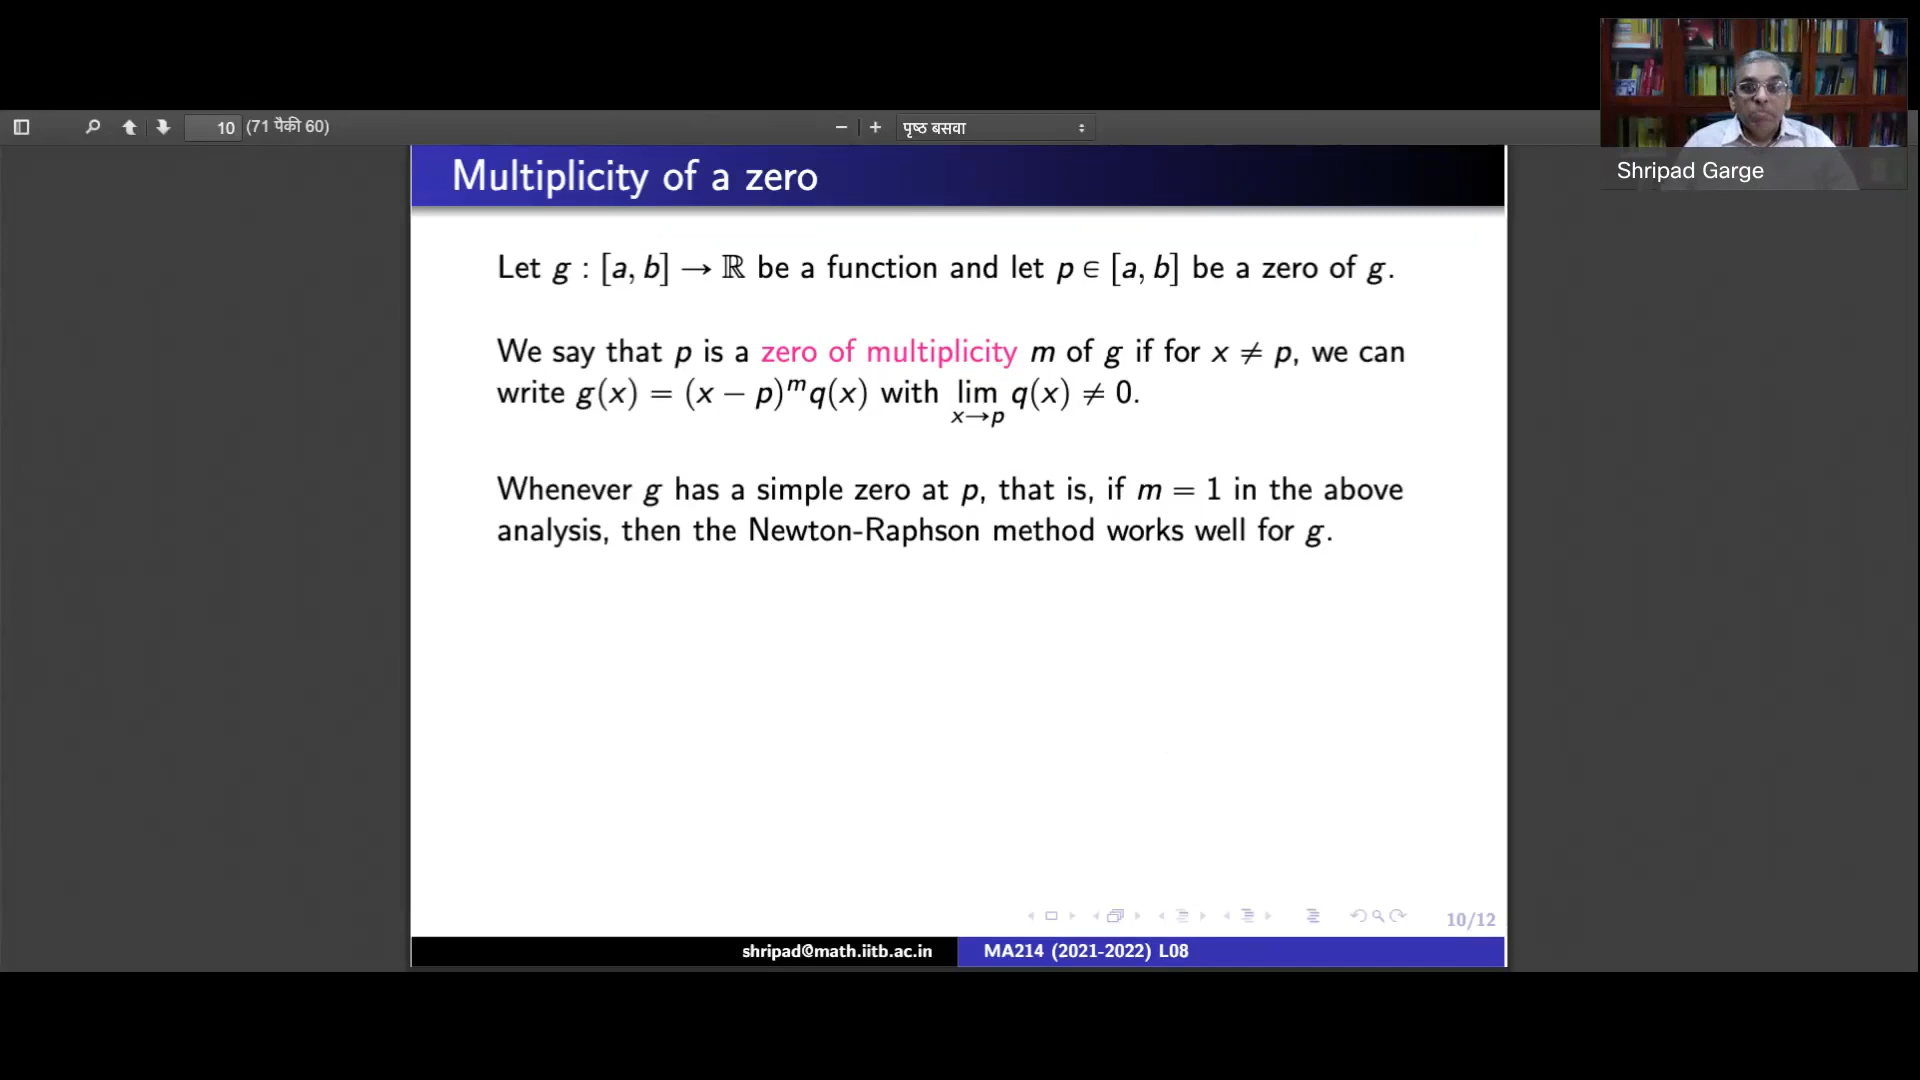 Shripad Garge
10 (71 पैकी 60)
पृष्ठ बसवा
Multiplicity of a zero
Let g : [a, b] → ℝ be a function and let p ∈ [a, b] be a zero of g.
We say that p is a zero of multiplicity m of g if for x ≠ p, we can
write g(x) = (x − p)^m q(x) with lim_{x→p} q(x) ≠ 0.
Whenever g has a simple zero at p, that is, if m = 1 in the above
analysis, then the Newton-Raphson method works well for g.
10/12
shripad@math.iitb.ac.in MA214 (2021-2022) L08